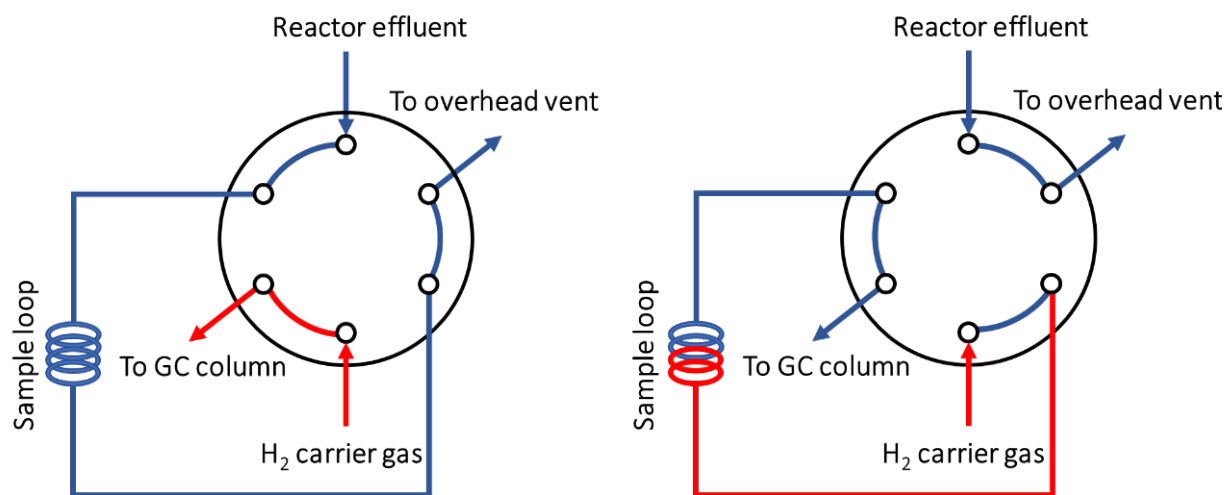 Reactor effluent
To overhead vent
Sample loop
To GC column
H₂ carrier gas
Reactor effluent
To overhead vent
Sample loop
To GC column
H₂ carrier gas